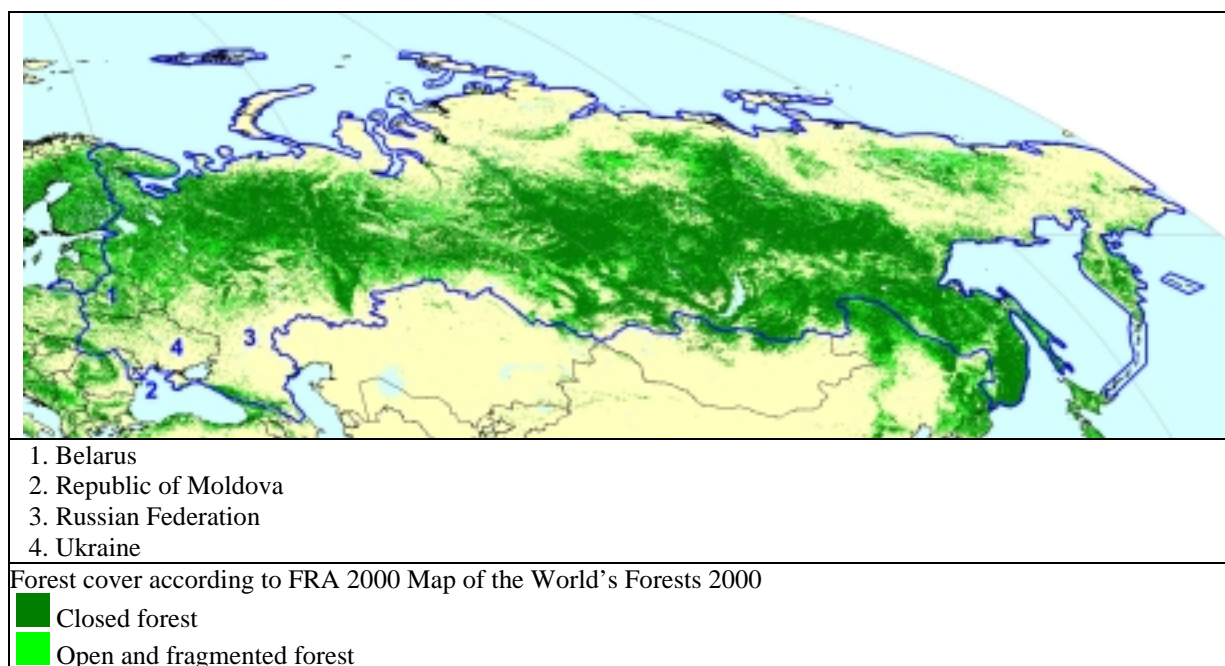 1
4
3
2
1. Belarus
2. Republic of Moldova
3. Russian Federation
4. Ukraine
Forest cover according to FRA 2000 Map of the World’s Forests 2000
Closed forest
Open and fragmented forest